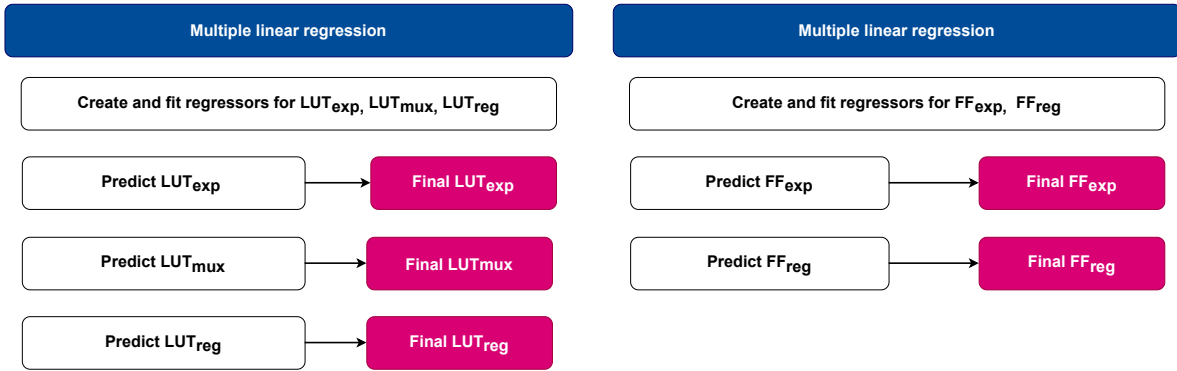 Multiple linear regression
Create and fit regressors for LUTexp, LUTmux, LUTreg
Predict LUTexp
Final LUTexp
Predict LUTmux
Final LUTmux
Predict LUTreg
Final LUTreg
Multiple linear regression
Create and fit regressors for FFexp, FFreg
Predict FFexp
Final FFexp
Predict FFreg
Final FFreg